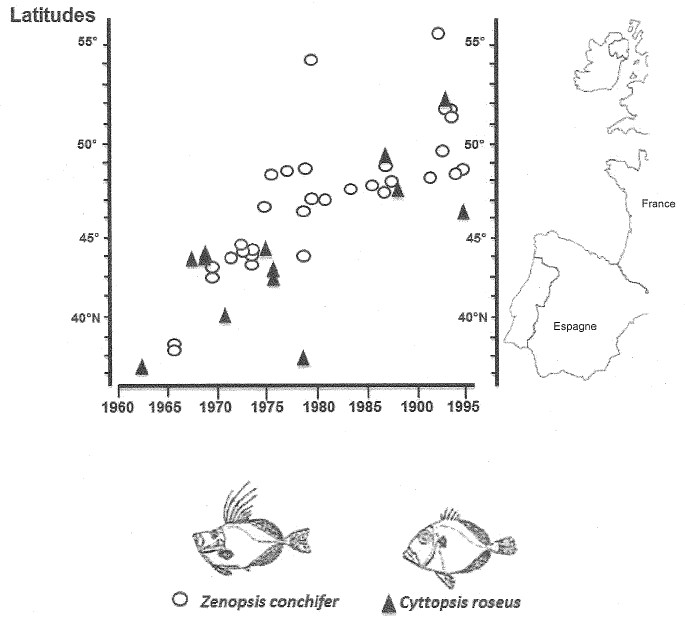 Latitudes
55°
50°
45°
40°N
55°
50°
45°
40°N
1960 1965 1970 1975 1980 1985 1900 1995
France
Espagne
Zenopsis conchifer
Cyttopsis roseus